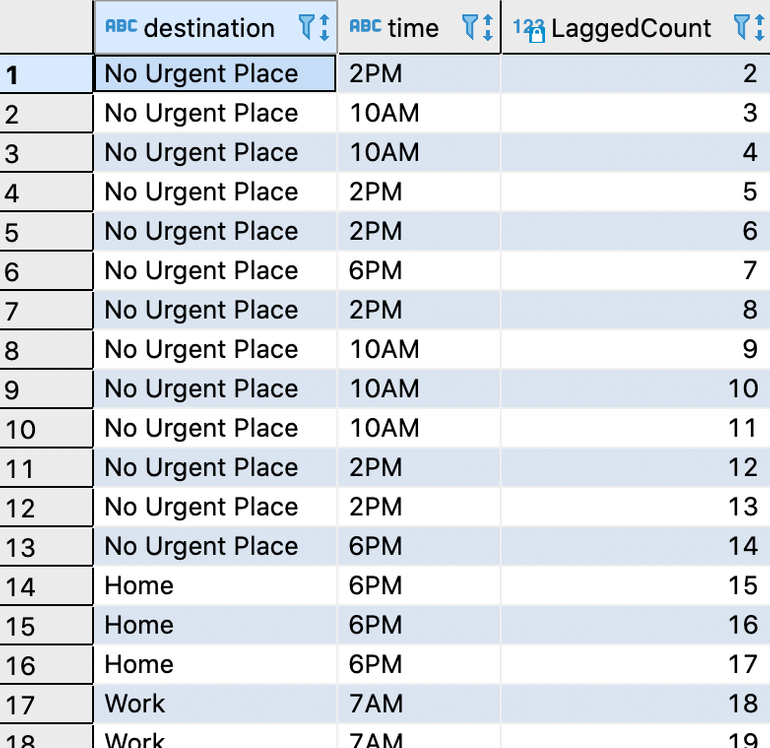 ABC destination ABC time 123 LaggedCount
1 No Urgent Place 2PM 2
2 No Urgent Place 10AM 3
3 No Urgent Place 10AM 4
4 No Urgent Place 2PM 5
5 No Urgent Place 2PM 6
6 No Urgent Place 6PM 7
7 No Urgent Place 2PM 8
8 No Urgent Place 10AM 9
9 No Urgent Place 10AM 10
10 No Urgent Place 10AM 11
11 No Urgent Place 2PM 12
12 No Urgent Place 2PM 13
13 No Urgent Place 6PM 14
14 Home 6PM 15
15 Home 6PM 16
16 Home 6PM 17
17 Work 7AM 18
18 Work 7AM 19